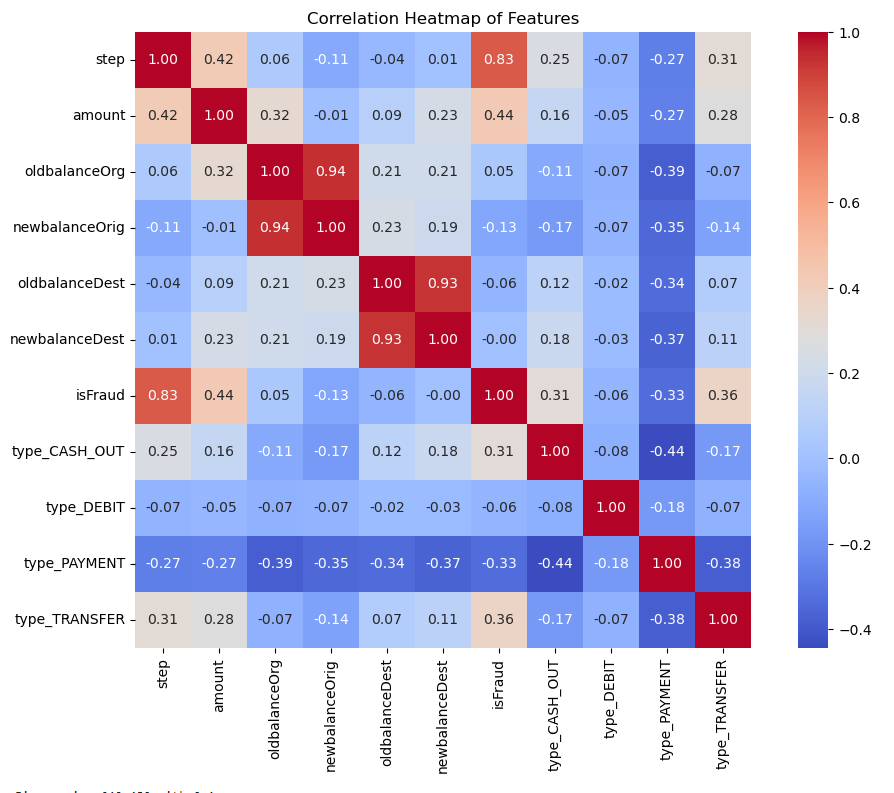 Correlation Heatmap of Features
step 1.00 0.42 0.06 -0.11 -0.04 0.01 0.83 0.25 -0.07 -0.27 0.31
amount 0.42 1.00 0.32 -0.01 0.09 0.23 0.44 0.16 -0.05 -0.27 0.28
oldbalanceOrg 0.06 0.32 1.00 0.94 0.21 0.21 0.05 -0.11 -0.07 -0.39 -0.07
newbalanceOrig -0.11 -0.01 0.94 1.00 0.23 0.19 -0.13 -0.17 -0.07 -0.35 -0.14
oldbalanceDest -0.04 0.09 0.21 0.23 1.00 0.93 -0.06 0.12 -0.02 -0.34 0.07
newbalanceDest 0.01 0.23 0.21 0.19 0.93 1.00 -0.00 0.18 -0.03 -0.37 0.11
isFraud 0.83 0.44 0.05 -0.13 -0.06 -0.00 1.00 0.31 -0.06 -0.33 0.36
type_CASH_OUT 0.25 0.16 -0.11 -0.17 0.12 0.18 0.31 1.00 -0.08 -0.44 -0.17
type_DEBIT -0.07 -0.05 -0.07 -0.07 -0.02 -0.03 -0.06 -0.08 1.00 -0.18 -0.07
type_PAYMENT -0.27 -0.27 -0.39 -0.35 -0.34 -0.37 -0.33 -0.44 -0.18 1.00 -0.38
type_TRANSFER 0.31 0.28 -0.07 -0.14 0.07 0.11 0.36 -0.17 -0.07 -0.38 1.00
step
amount
oldbalanceOrg
newbalanceOrig
oldbalanceDest
newbalanceDest
isFraud
type_CASH_OUT
type_DEBIT
type_PAYMENT
type_TRANSFER
1.0
0.8
0.6
0.4
0.2
0.0
−0.2
−0.4